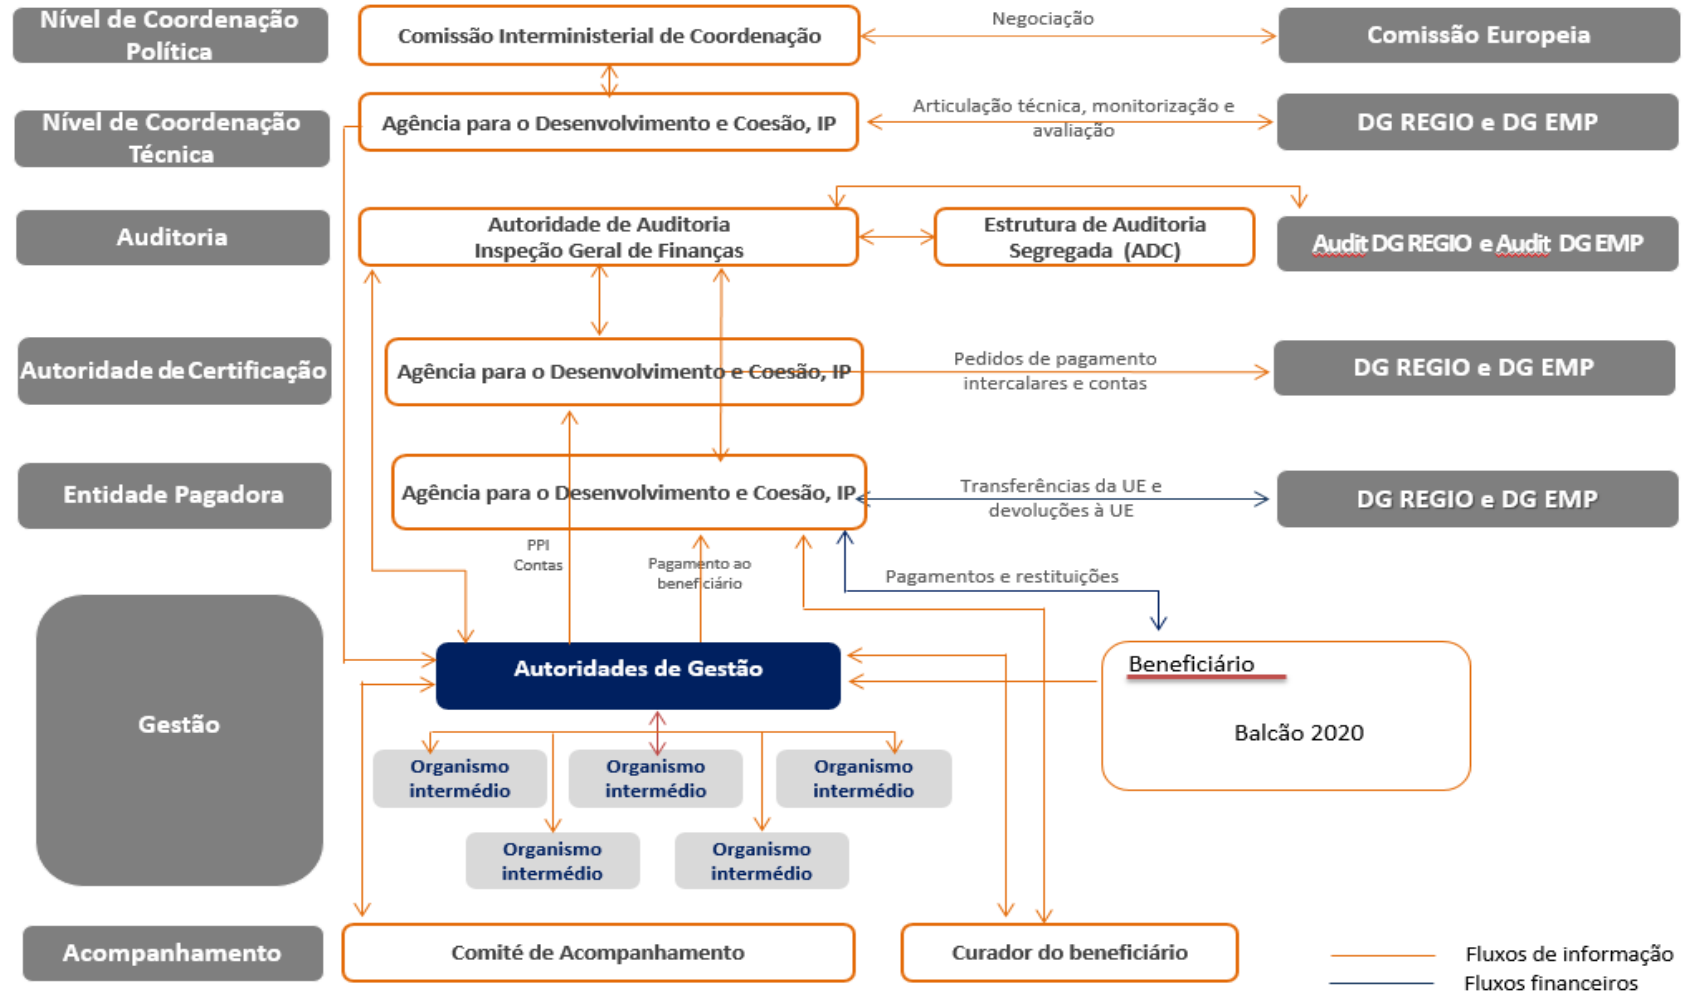 Nível de Coordenação
Política
Comissão Interministerial de Coordenação
Negociação
Comissão Europeia
Nível de Coordenação
Técnica
Agência para o Desenvolvimento e Coesão, IP
Articulação técnica, monitorização e
avaliação
DG REGIO e DG EMP
Auditoria
Autoridade de Auditoria
Inspeção Geral de Finanças
Estrutura de Auditoria
Segregada (ADC)
Audit DG REGIO e Audit DG EMP
Autoridade de Certificação
Agência para o Desenvolvimento e Coesão, IP
Pedidos de pagamento
intercalares e contas
DG REGIO e DG EMP
Entidade Pagadora
Agência para o Desenvolvimento e Coesão, IP
Transferências da UE e
devoluções à UE
DG REGIO e DG EMP
PPI
Contas
Pagamento ao
beneficiário
Pagamentos e restituições
Gestão
Autoridades de Gestão
Beneficiário
Balcão 2020
Organismo
intermédio
Organismo
intermédio
Organismo
intermédio
Organismo
intermédio
Organismo
intermédio
Acompanhamento
Comité de Acompanhamento
Curador do beneficiário
Fluxos de informação
Fluxos financeiros